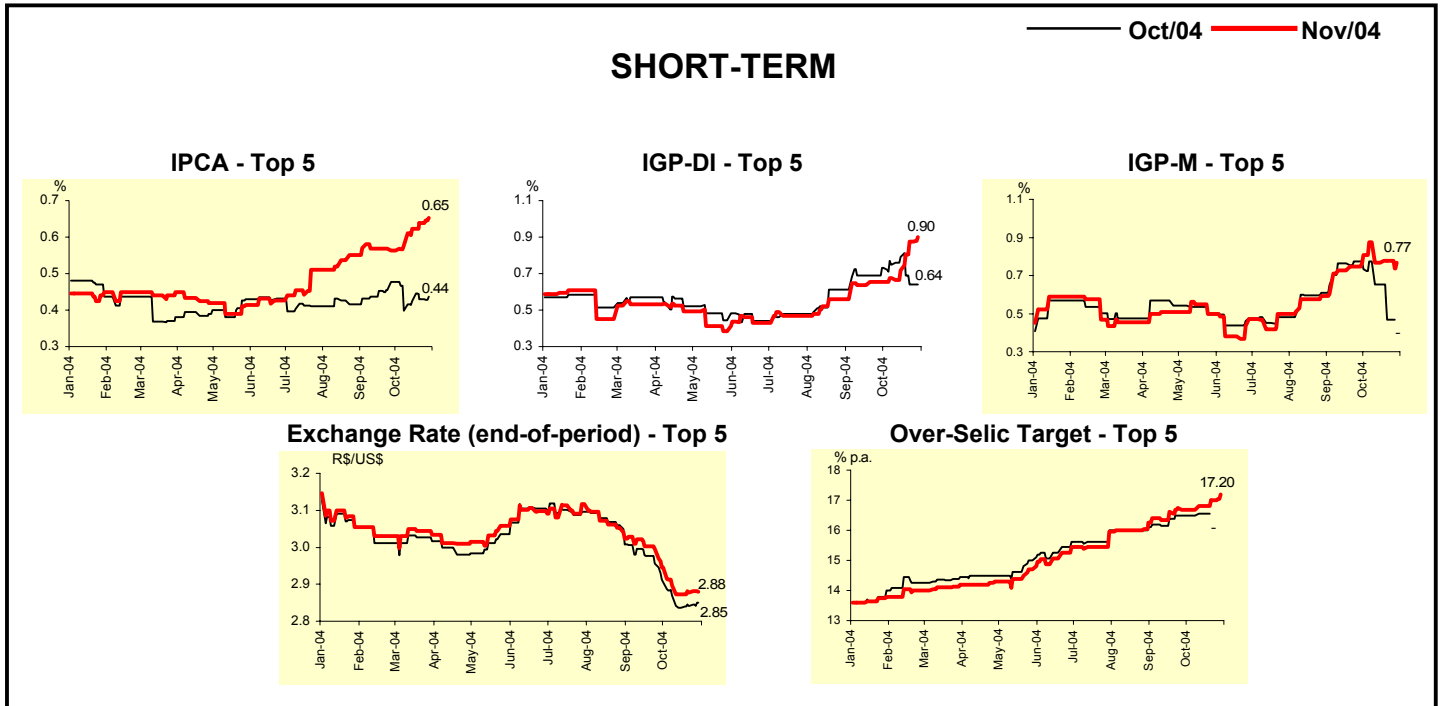 Oct/04 Nov/04
SHORT-TERM
IPCA - Top 5
%
0.7
0.6
0.5
0.4
0.3
0.65
0.44
Jan-04 Feb-04 Mar-04 Apr-04 May-04 Jun-04 Jul-04 Aug-04 Sep-04 Oct-04
IGP-DI - Top 5
%
1.1
0.9
0.7
0.5
0.3
0.90
0.64
Jan-04 Feb-04 Mar-04 Apr-04 May-04 Jun-04 Jul-04 Aug-04 Sep-04 Oct-04
IGP-M - Top 5
%
1.1
0.9
0.7
0.5
0.3
0.77
-
Jan-04 Feb-04 Mar-04 Apr-04 May-04 Jun-04 Jul-04 Aug-04 Sep-04 Oct-04
Exchange Rate (end-of-period) - Top 5
R$/US$
3.2
3.1
3.0
2.9
2.8
2.88
2.85
Jan-04 Feb-04 Mar-04 Apr-04 May-04 Jun-04 Jul-04 Aug-04 Sep-04 Oct-04
Over-Selic Target - Top 5
% p.a.
18
17
16
15
14
13
17.20
-
Jan-04 Feb-04 Mar-04 Apr-04 May-04 Jun-04 Jul-04 Aug-04 Sep-04 Oct-04